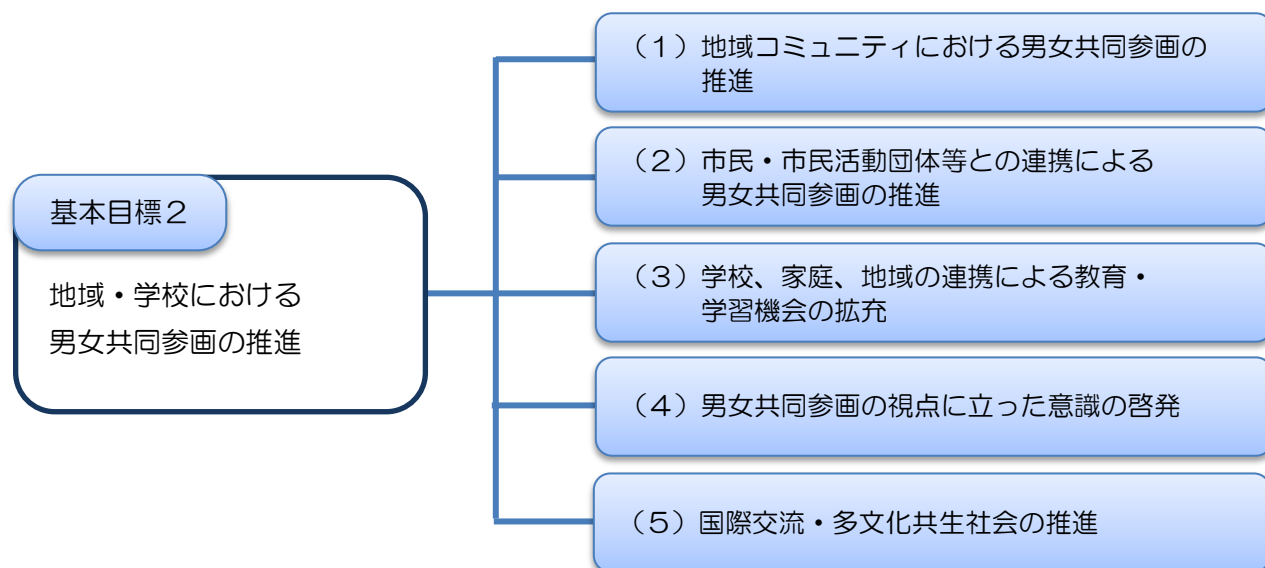 基本目標2
地域・学校における
男女共同参画の推進
(1)地域コミュニティにおける男女共同参画の
推進
(2)市民・市民活動団体等との連携による
男女共同参画の推進
(3)学校、家庭、地域の連携による教育・
学習機会の拡充
(4)男女共同参画の視点に立った意識の啓発
(5)国際交流・多文化共生社会の推進